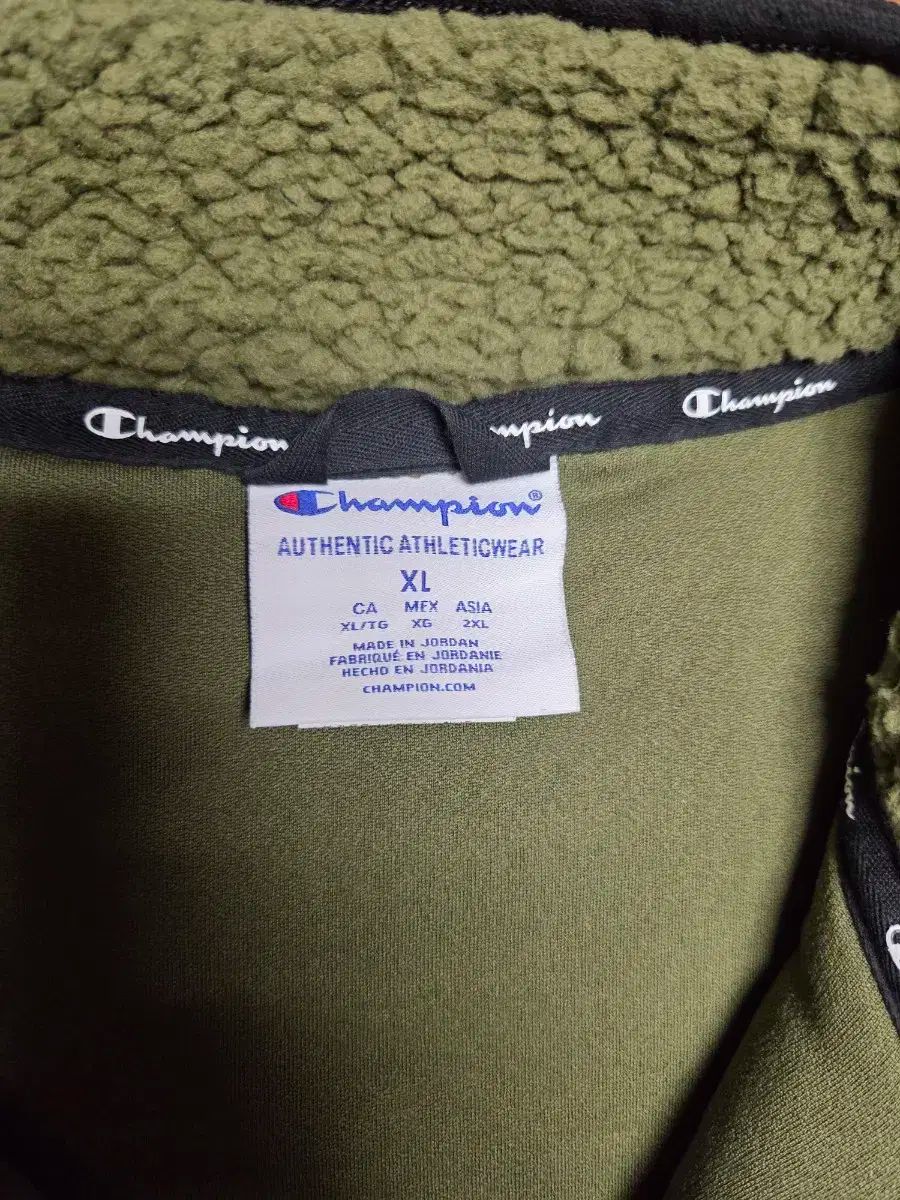 Champion
mpion
Champion
Champion®
AUTHENTIC ATHLETICWEAR
XL
CA MEX ASIA
XL/TG XG 2XL
MADE IN JORDAN
FABRIQUÉ EN JORDANIE
HECHO EN JORDANIA
CHAMPION.COM